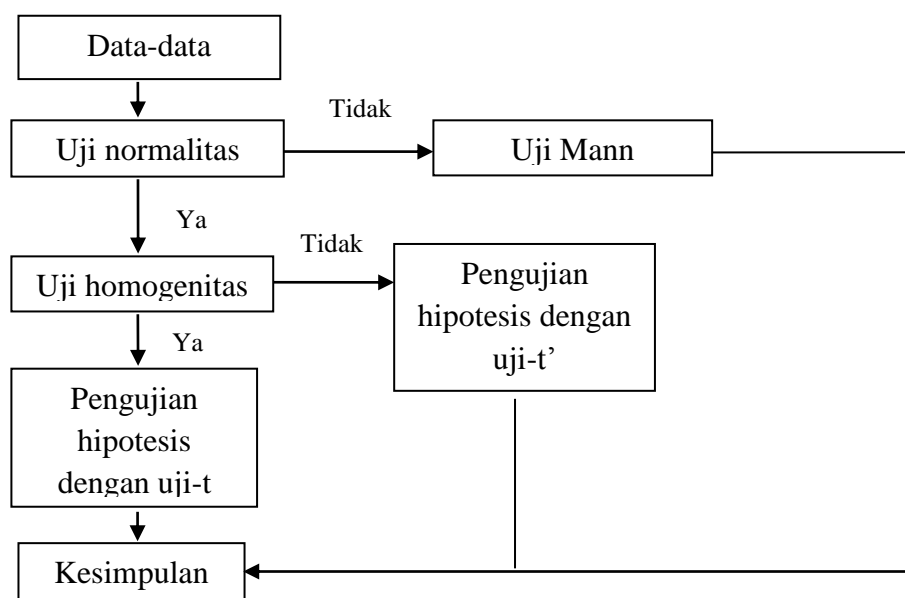 Data-data
Tidak
Uji normalitas
Uji Mann
Ya
Tidak
Uji homogenitas
Pengujian
hipotesis dengan
uji-t’
Ya
Pengujian
hipotesis
dengan uji-t
Kesimpulan